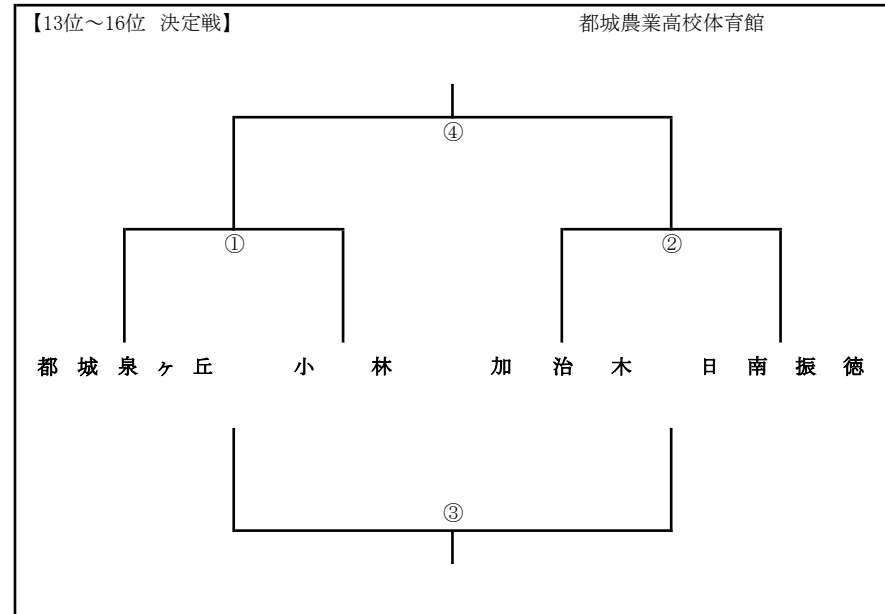 【13位～16位 決定戦】 都城農業高校体育館
④
① ②
都城泉ヶ丘 小林 加治木 日南振徳
③